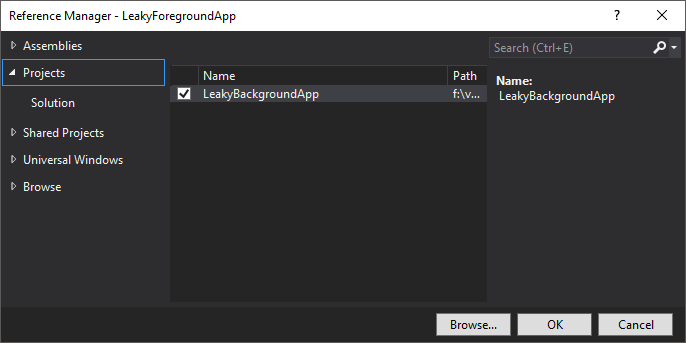 Reference Manager - LeakyForegroundApp
Assemblies
Projects
Solution
Shared Projects
Universal Windows
Browse
Name Path
LeakyBackgroundApp f:\v...
Search (Ctrl+E)
Name:
LeakyBackgroundApp
Browse... OK Cancel